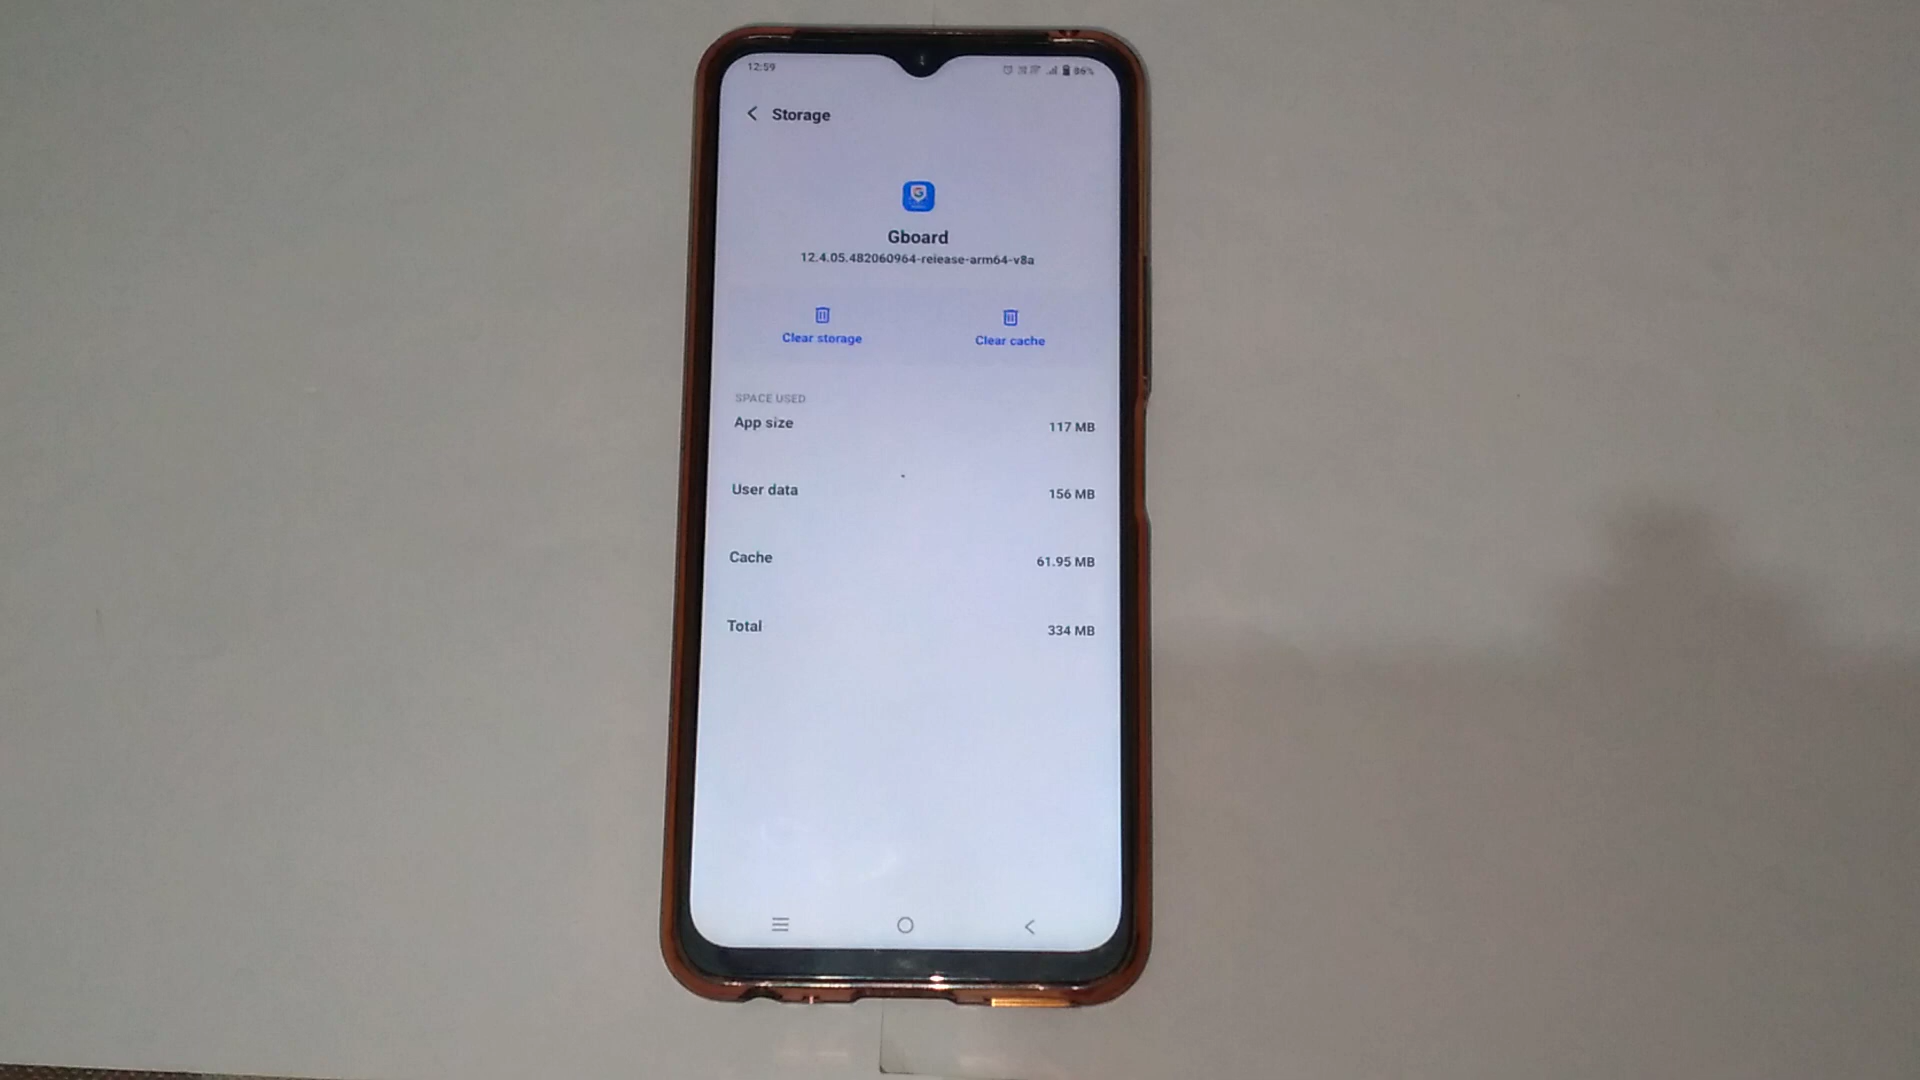 12:59
86%
Storage
Gboard
12.4.05.482060964-release-arm64-v8a
Clear storage
Clear cache
SPACE USED
App size
117 MB
User data
156 MB
Cache
61.95 MB
Total
334 MB